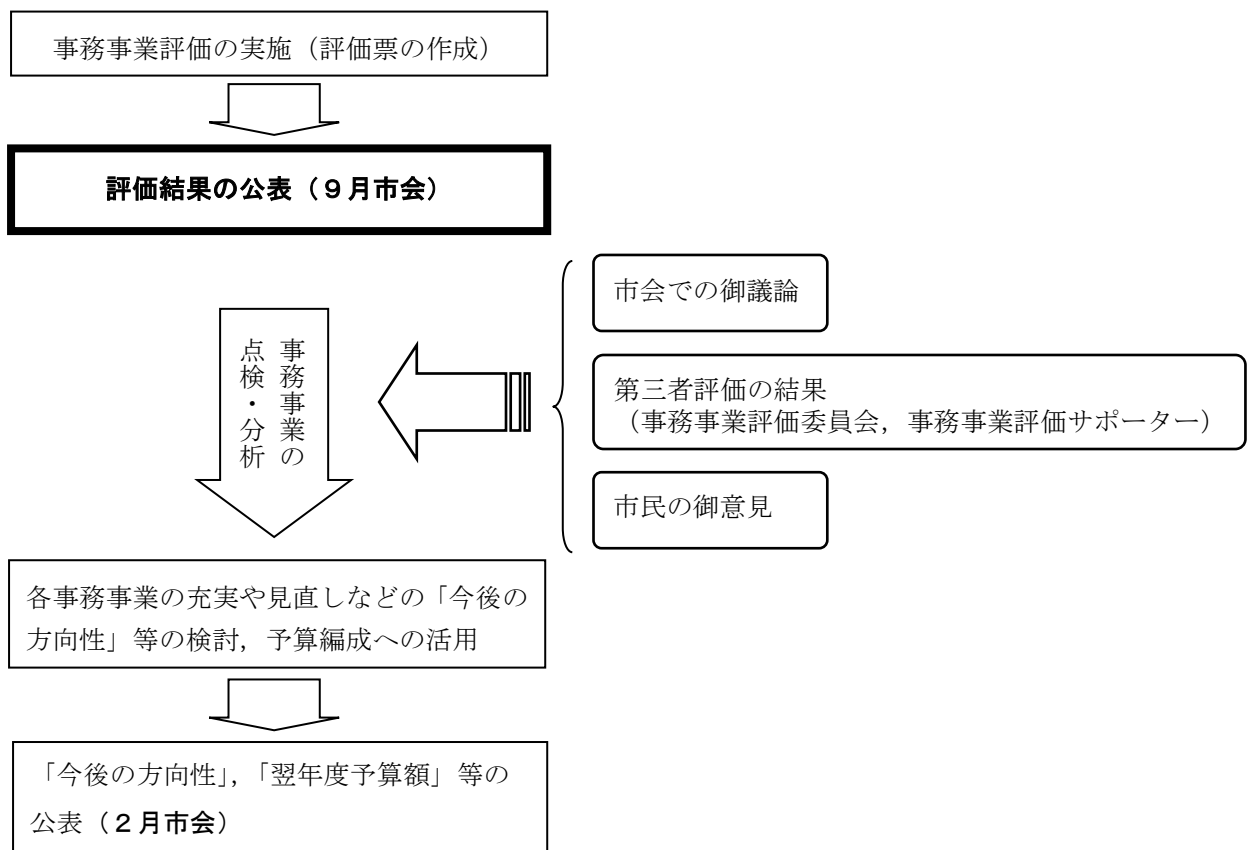 事務事業評価の実施（評価票の作成）
評価結果の公表（９月市会）
事務事業の
点検・分析
市会での御議論
第三者評価の結果
（事務事業評価委員会，事務事業評価サポーター）
市民の御意見
各事務事業の充実や見直しなどの「今後の
方向性」等の検討，予算編成への活用
「今後の方向性」，「翌年度予算額」等の
公表（２月市会）